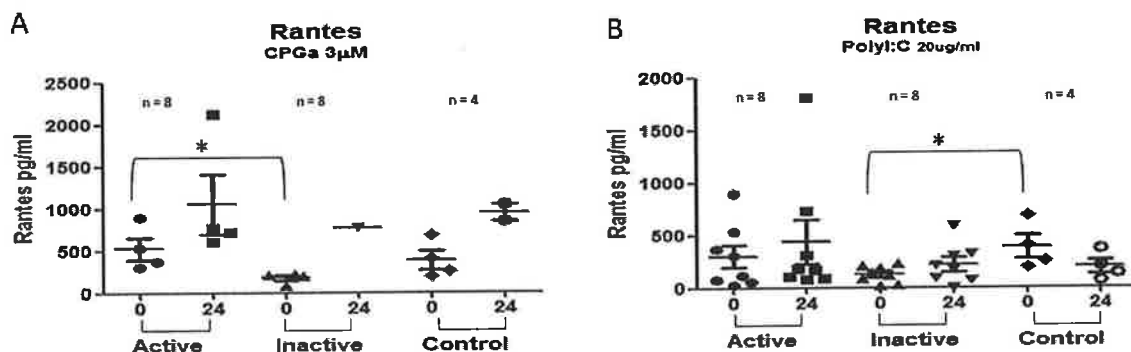 A
Rantes
CPGa 3µM
Rantes pg/ml
2500
2000
1500
1000
500
0
n = 8
n = 8
n = 4
*
0
24
0
24
0
24
Active
Inactive
Control
B
Rantes
PolyI:C 20ug/ml
Rantes pg/ml
2000
1500
1000
500
0
n = 8
n = 8
n = 4
*
0
24
0
24
0
24
Active
Inactive
Control